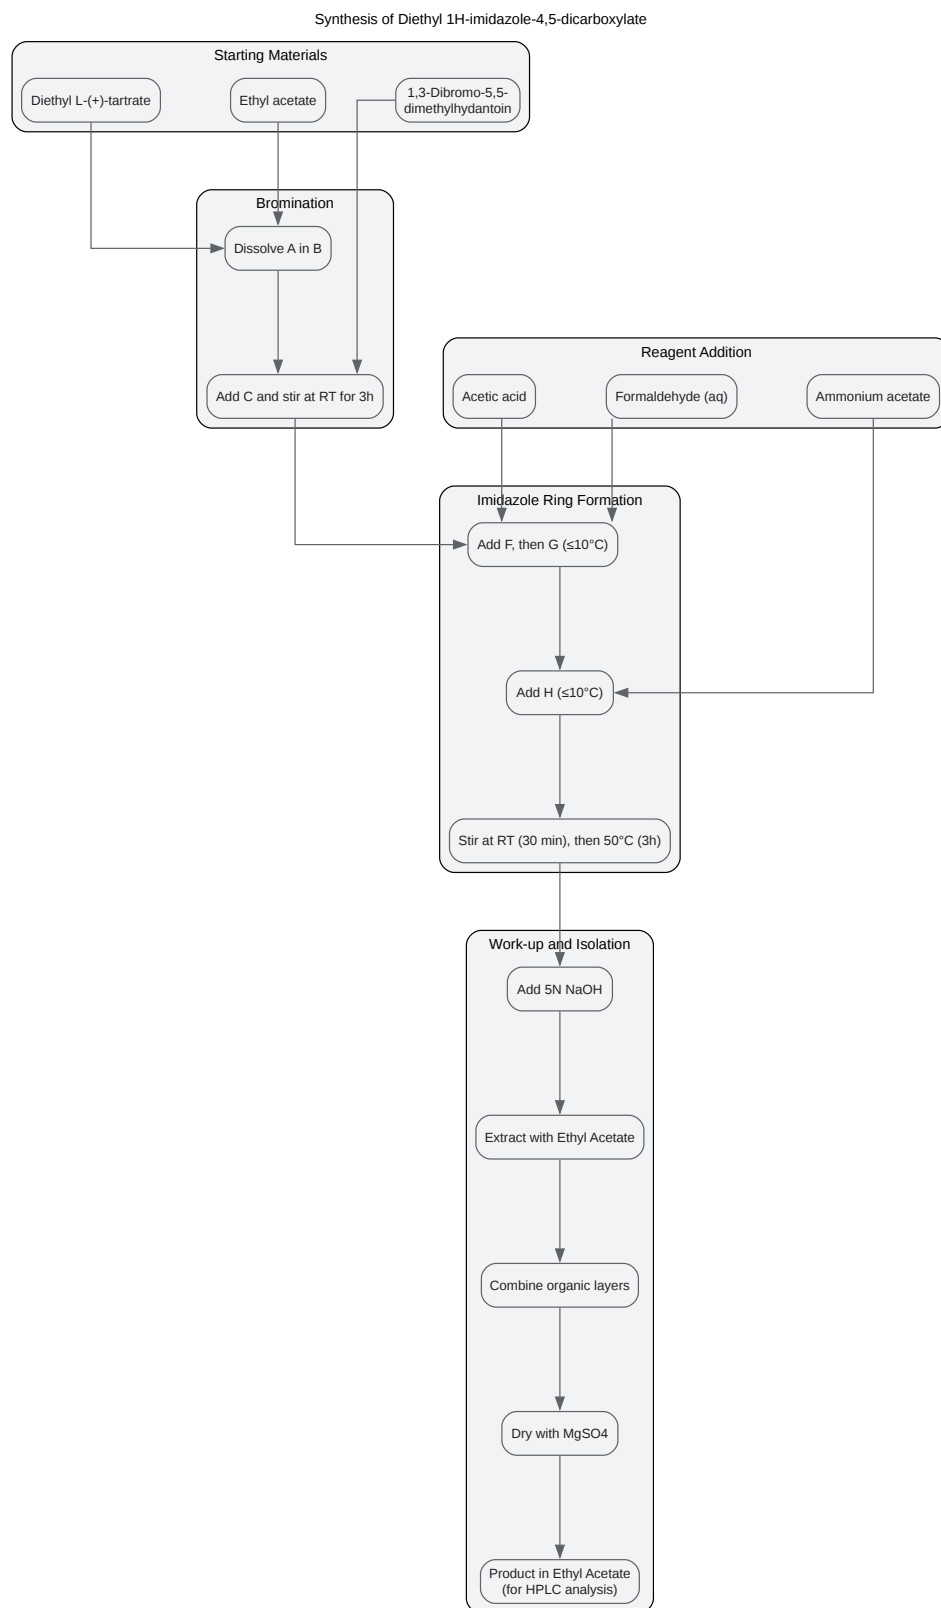 Synthesis of Diethyl 1H-imidazole-4,5-dicarboxylate
Starting Materials
Diethyl L-(+)-tartrate
Ethyl acetate
1,3-Dibromo-5,5-
dimethylhydantoin
Bromination
Dissolve A in B
Add C and stir at RT for 3h
Reagent Addition
Acetic acid
Formaldehyde (aq)
Ammonium acetate
Imidazole Ring Formation
Add F, then G (≤10°C)
Add H (≤10°C)
Stir at RT (30 min), then 50°C (3h)
Work-up and Isolation
Add 5N NaOH
Extract with Ethyl Acetate
Combine organic layers
Dry with MgSO4
Product in Ethyl Acetate
(for HPLC analysis)